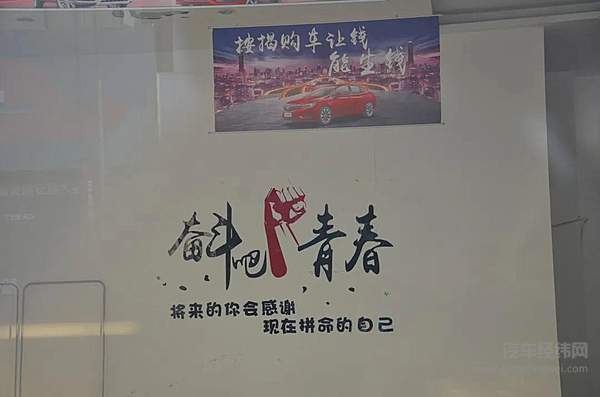 按揭购车让钱
能生钱
奋斗吧青春
将来的你会感谢
现在拼命的自己
汽车经纬网